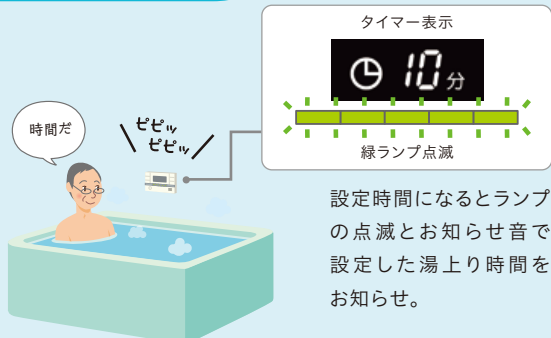 タイマー表示
10分
緑ランプ点滅
時間だ
ピピッ
ピピッ
設定時間になるとランプ
の点滅とお知らせ音で
設定した湯上り時間を
お知らせ。